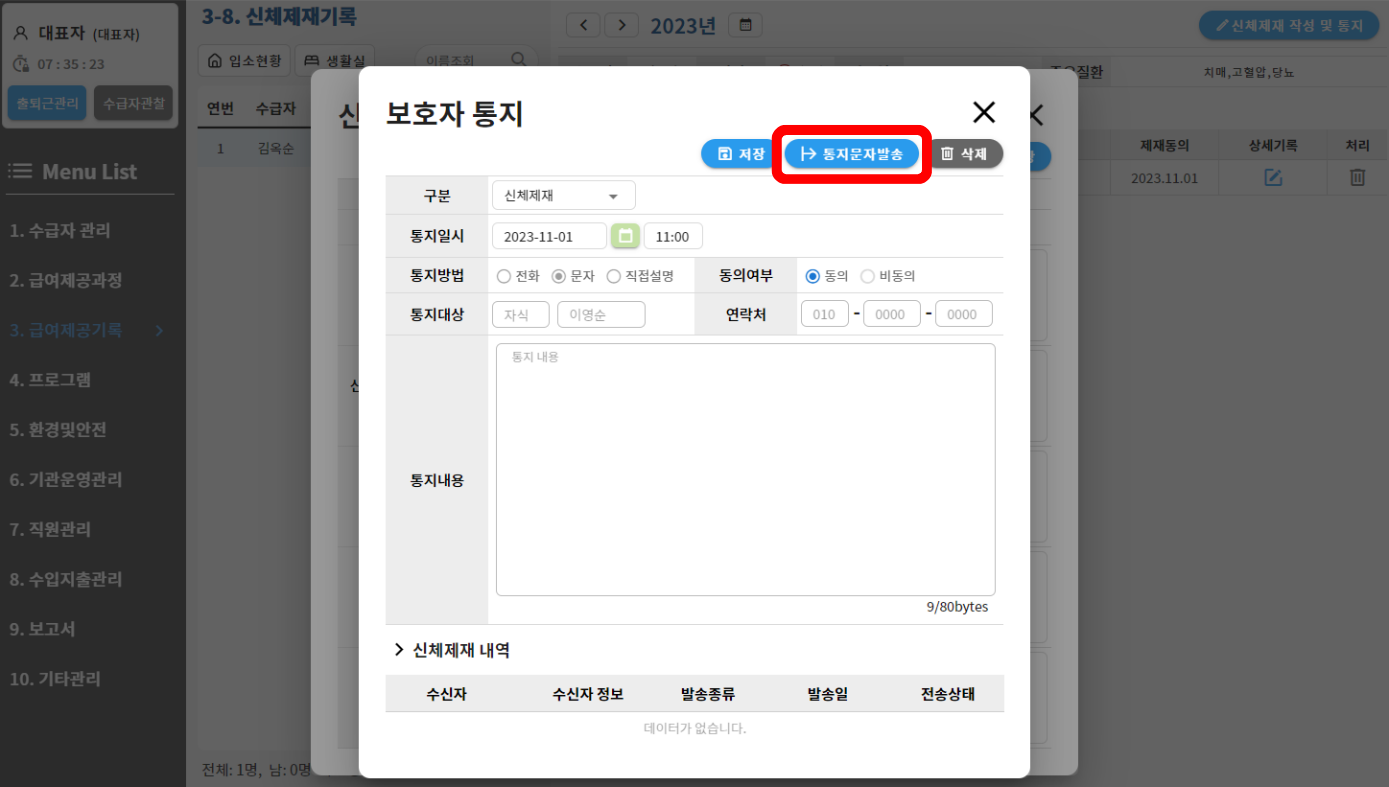 대표자 (대표자)
07 : 35 : 23
출퇴근관리 수급자관찰
Menu List
1. 수급자 관리
2. 급여제공과정
3. 급여제공기록
4. 프로그램
5. 환경및안전
6. 기관운영관리
7. 직원관리
8. 수입지출관리
9. 보고서
10. 기타관리
3-8. 신체제재기록
입소현황 생활실 이름조회
연번 수급자
1 김옥순
전체: 1명, 남: 0명
2023년
신체제재 작성 및 통지
치매,고혈압,당뇨
제재동의 상세기록 처리
2023.11.01
보호자 통지
저장 통지문자발송 삭제
구분 신체제재
통지일시 2023-11-01 11:00
통지방법 전화 문자 직접설명 동의여부 동의 비동의
통지대상 자식 이영순 연락처 010 - 0000 - 0000
통지내용 통지 내용
9/80bytes
신체제재 내역
수신자 수신자 정보 발송종류 발송일 전송상태
데이터가 없습니다.